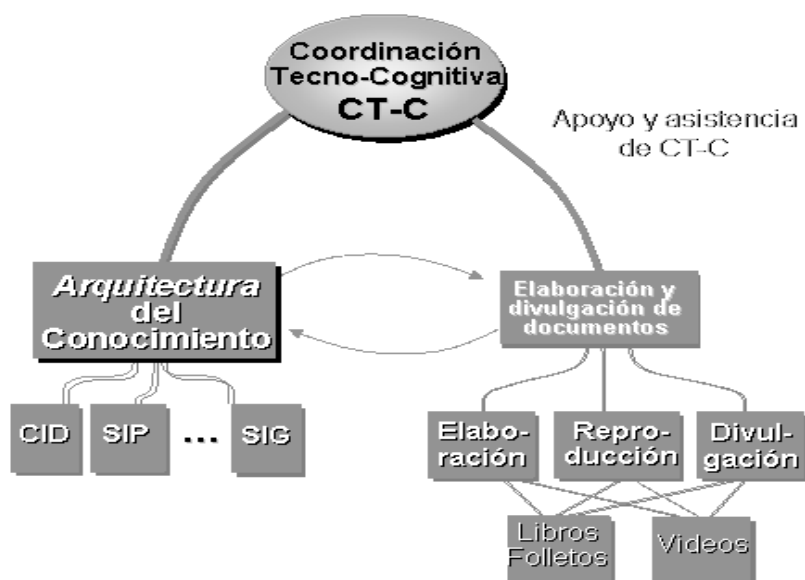 Coordinación
Tecno-Cognitiva
CT-C
Apoyo y asistencia
de CT-C
Arquitectura
del
Conocimiento
Elaboración y
divulgación de
documentos
CID
SIP
...
SIG
Elabo-
ración
Repro-
ducción
Divul-
gación
Libros
Folletos
Videos